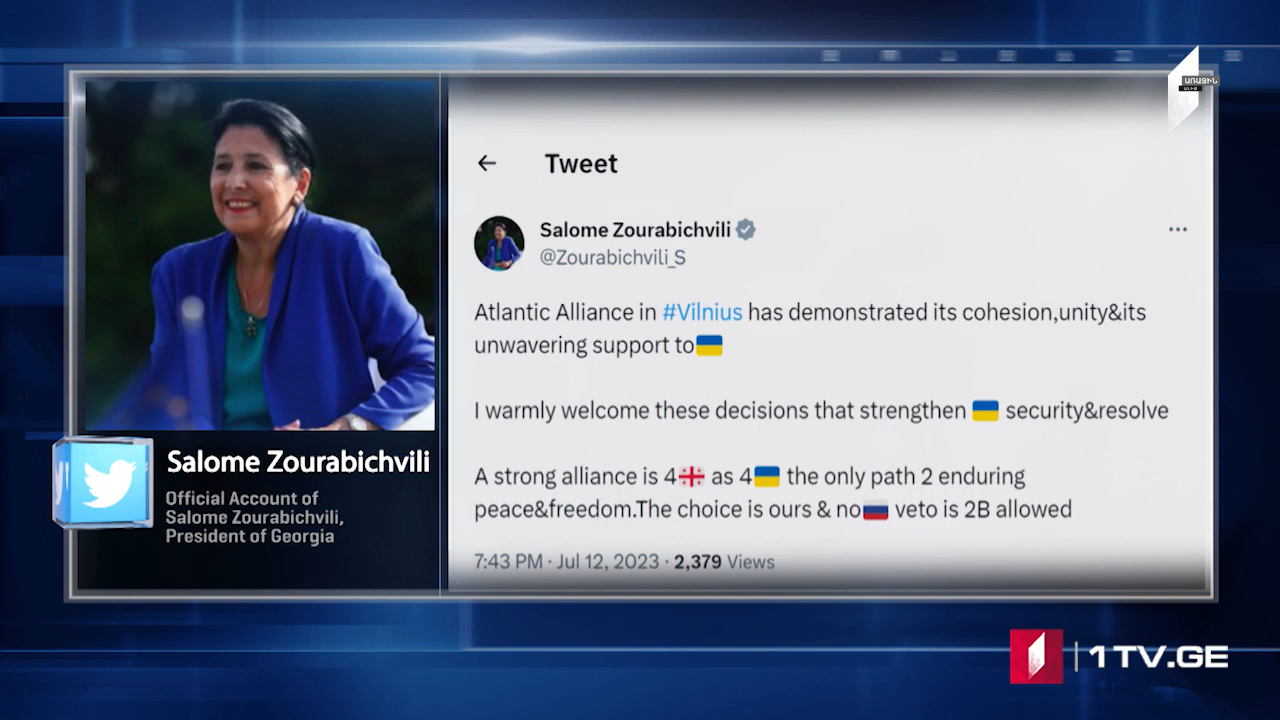 ԱՌԱՋԻՆ
ԱԼԻՔ
Tweet
Salome Zourabichvili
@Zourabichvili_S
Atlantic Alliance in #Vilnius has demonstrated its cohesion,unity&its
unwavering support to🇺🇦
I warmly welcome these decisions that strengthen 🇺🇦 security&resolve
A strong alliance is 4🇬🇪 as 4🇺🇦 the only path 2 enduring
peace&freedom.The choice is ours & no🇷🇺 veto is 2B allowed
7:43 PM · Jul 12, 2023 · 2,379 Views
Salome Zourabichvili
Official Account of
Salome Zourabichvili,
President of Georgia
1TV.GE